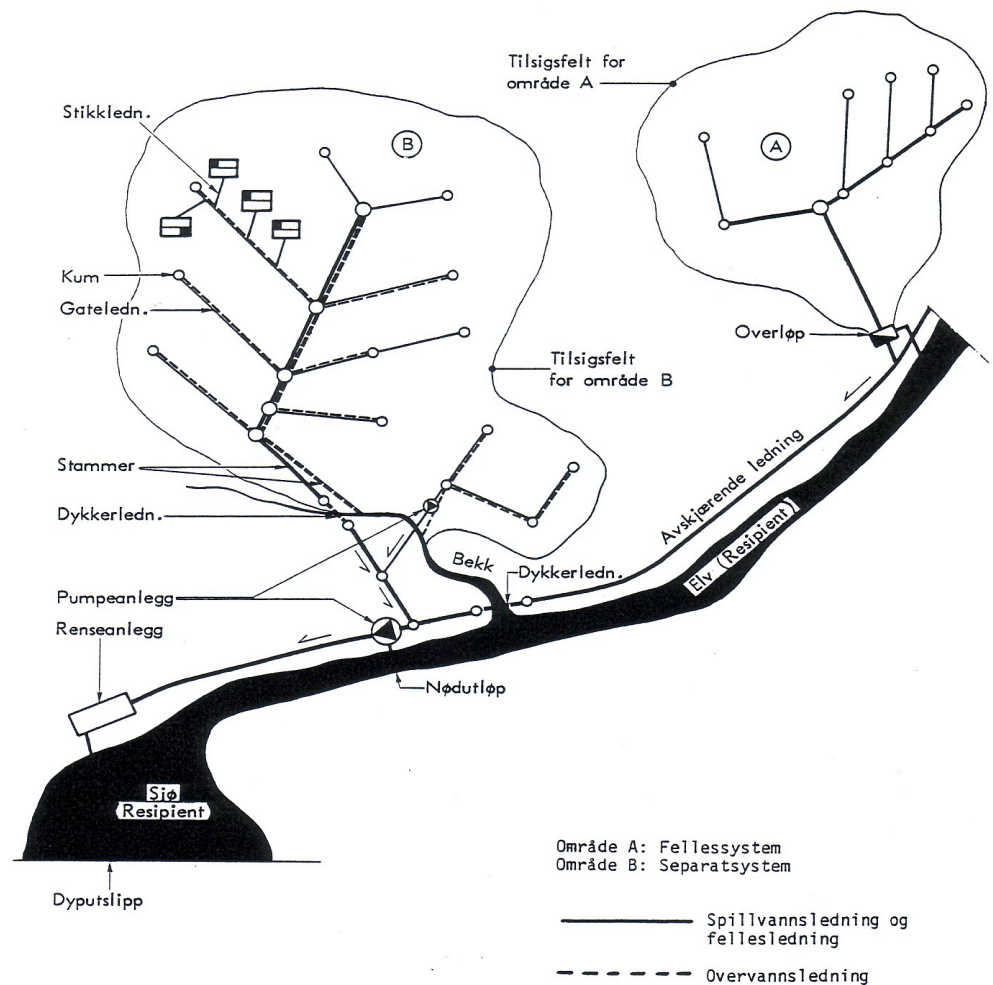 Tilsigsfelt for
område A
Stikkledn.
B
A
Kum
Gateledn.
Overløp
Tilsigsfelt
for område B
Stammer
Dykkerledn.
Avskjærende ledning
Elv (Resipient)
Bekk
Dykkerledn.
Pumpeanlegg
Renseanlegg
Nødutløp
Sjø
Resipient
Område A: Fellessystem
Område B: Separatsystem
Dyputslipp
Spillvannsledning og
fellesledning
Overvannsledning